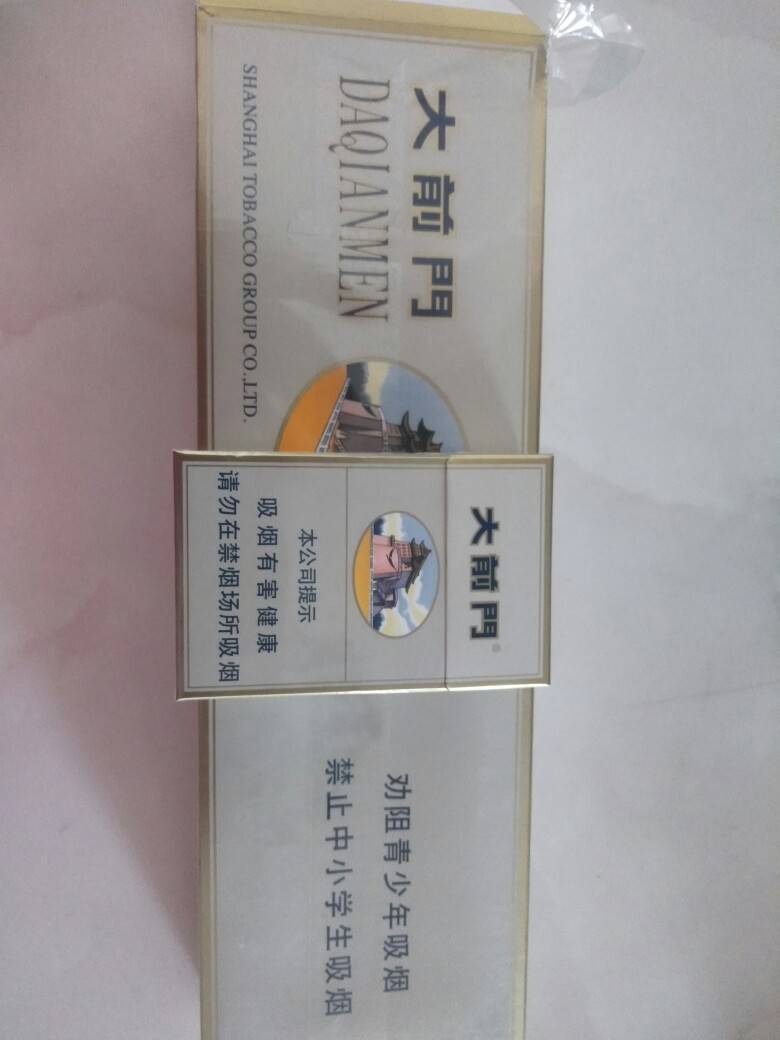 大前門
DAQIANMEN
SHANGHAI TOBACCO GROUP CO.,LTD.
大前門
本公司提示
吸烟有害健康
请勿在禁烟场所吸烟
劝阻青少年吸烟
禁止中小学生吸烟